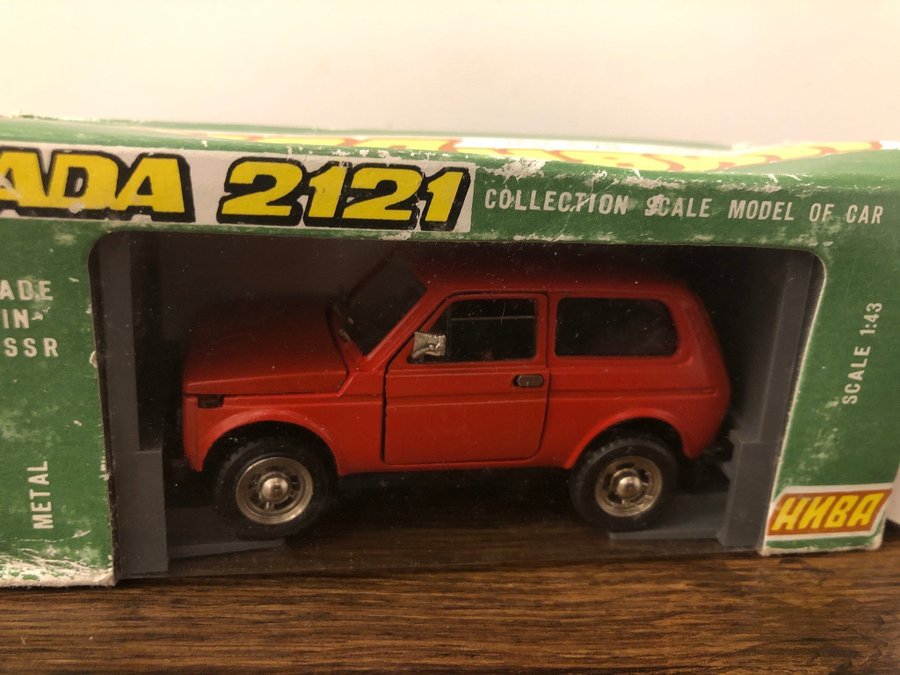 ADA 2121
COLLECTION SCALE MODEL OF CAR
ADE
IN
SSR
METAL
SCALE 1:43
НИВА